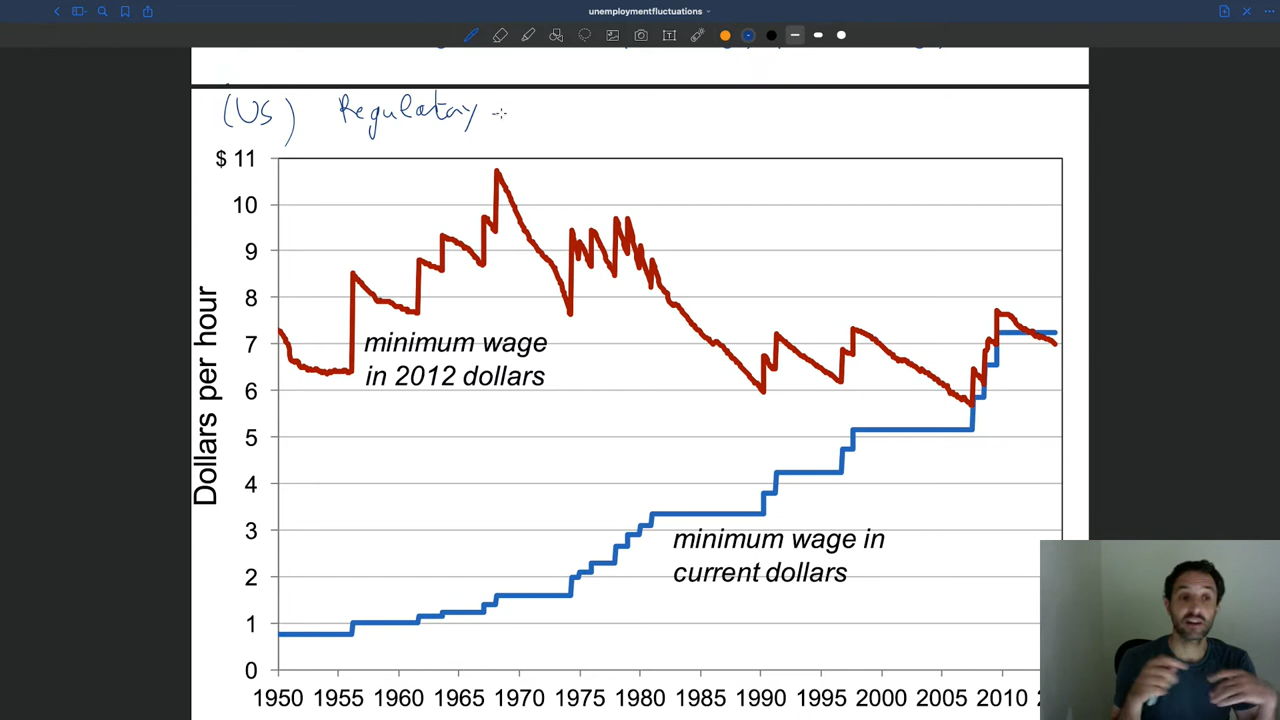 unemploymentfluctuations
(US) Regulatory
$ 11
10
9
8
7
6
5
4
3
2
1
0
Dollars per hour
minimum wage
in 2012 dollars
minimum wage in
current dollars
1950 1955 1960 1965 1970 1975 1980 1985 1990 1995 2000 2005 2010